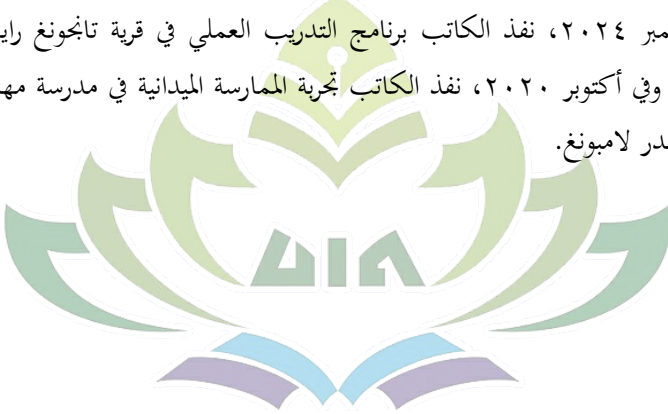 مبر ٢٠٢٤، نفذ الكاتب برنامج التدريب العملي في قرية تانجونغ راي
وفي أكتوبر ٢٠٢٠، نفذ الكاتب تجربة الممارسة الميدانية في مدرسة مه
در لامبونغ.
UIN